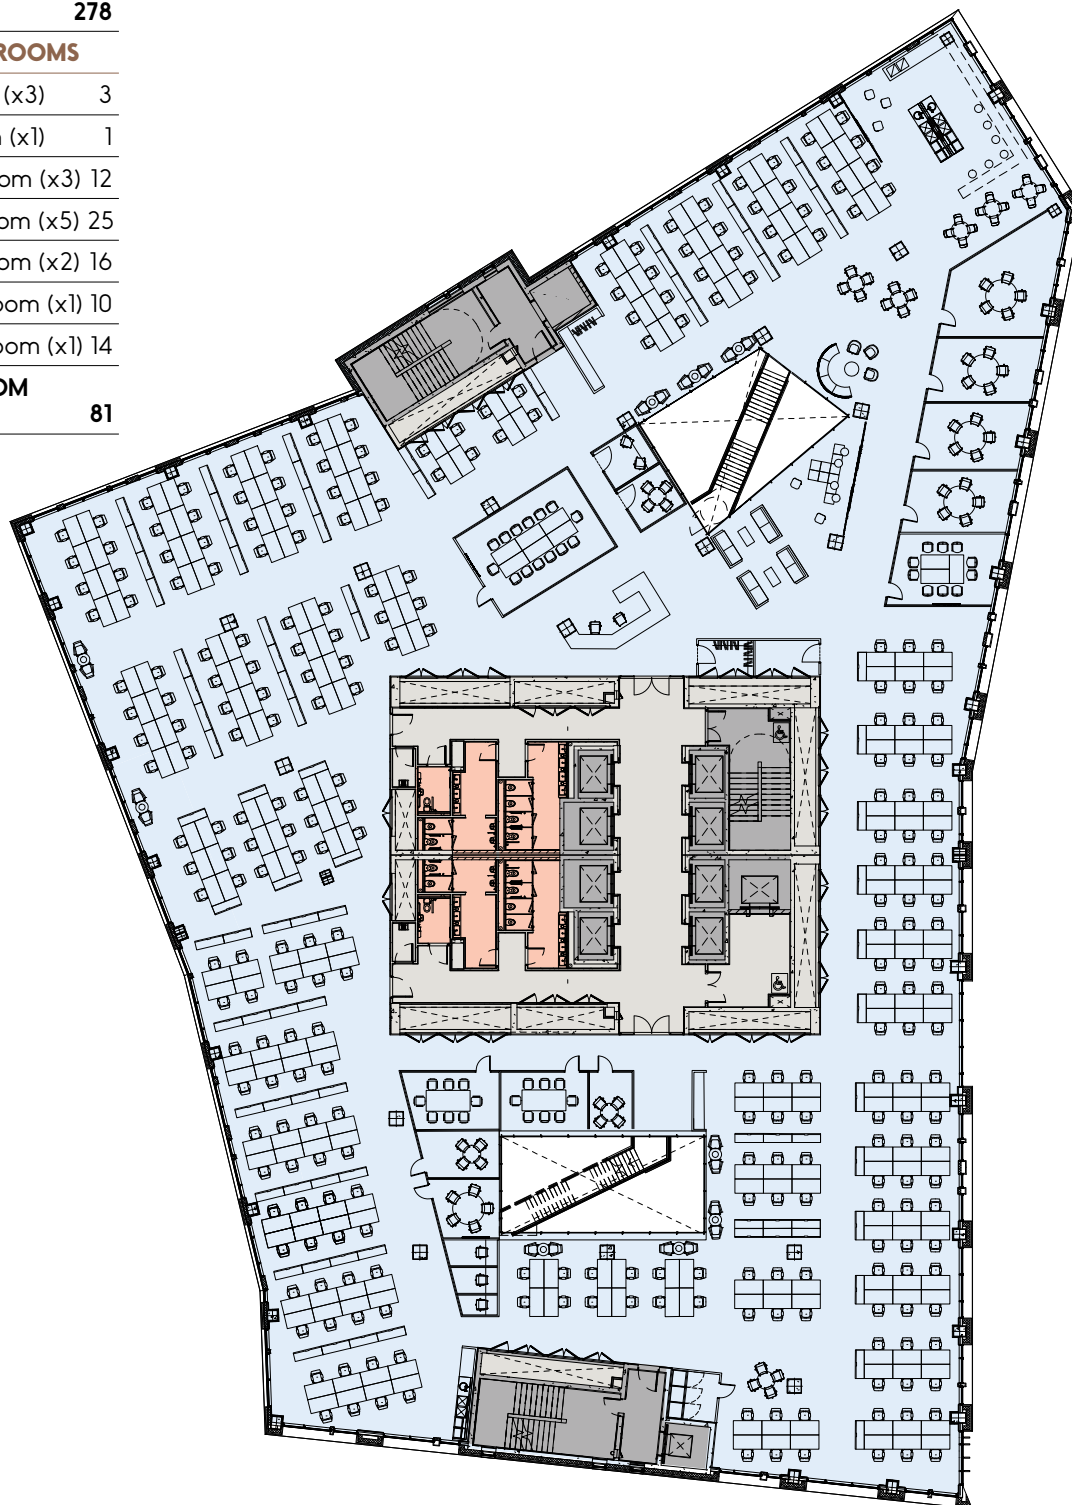 278
ROOMS
(x3) 3
(x1) 1
om (x3) 12
om (x5) 25
om (x2) 16
oom (x1) 10
oom (x1) 14
OM
81